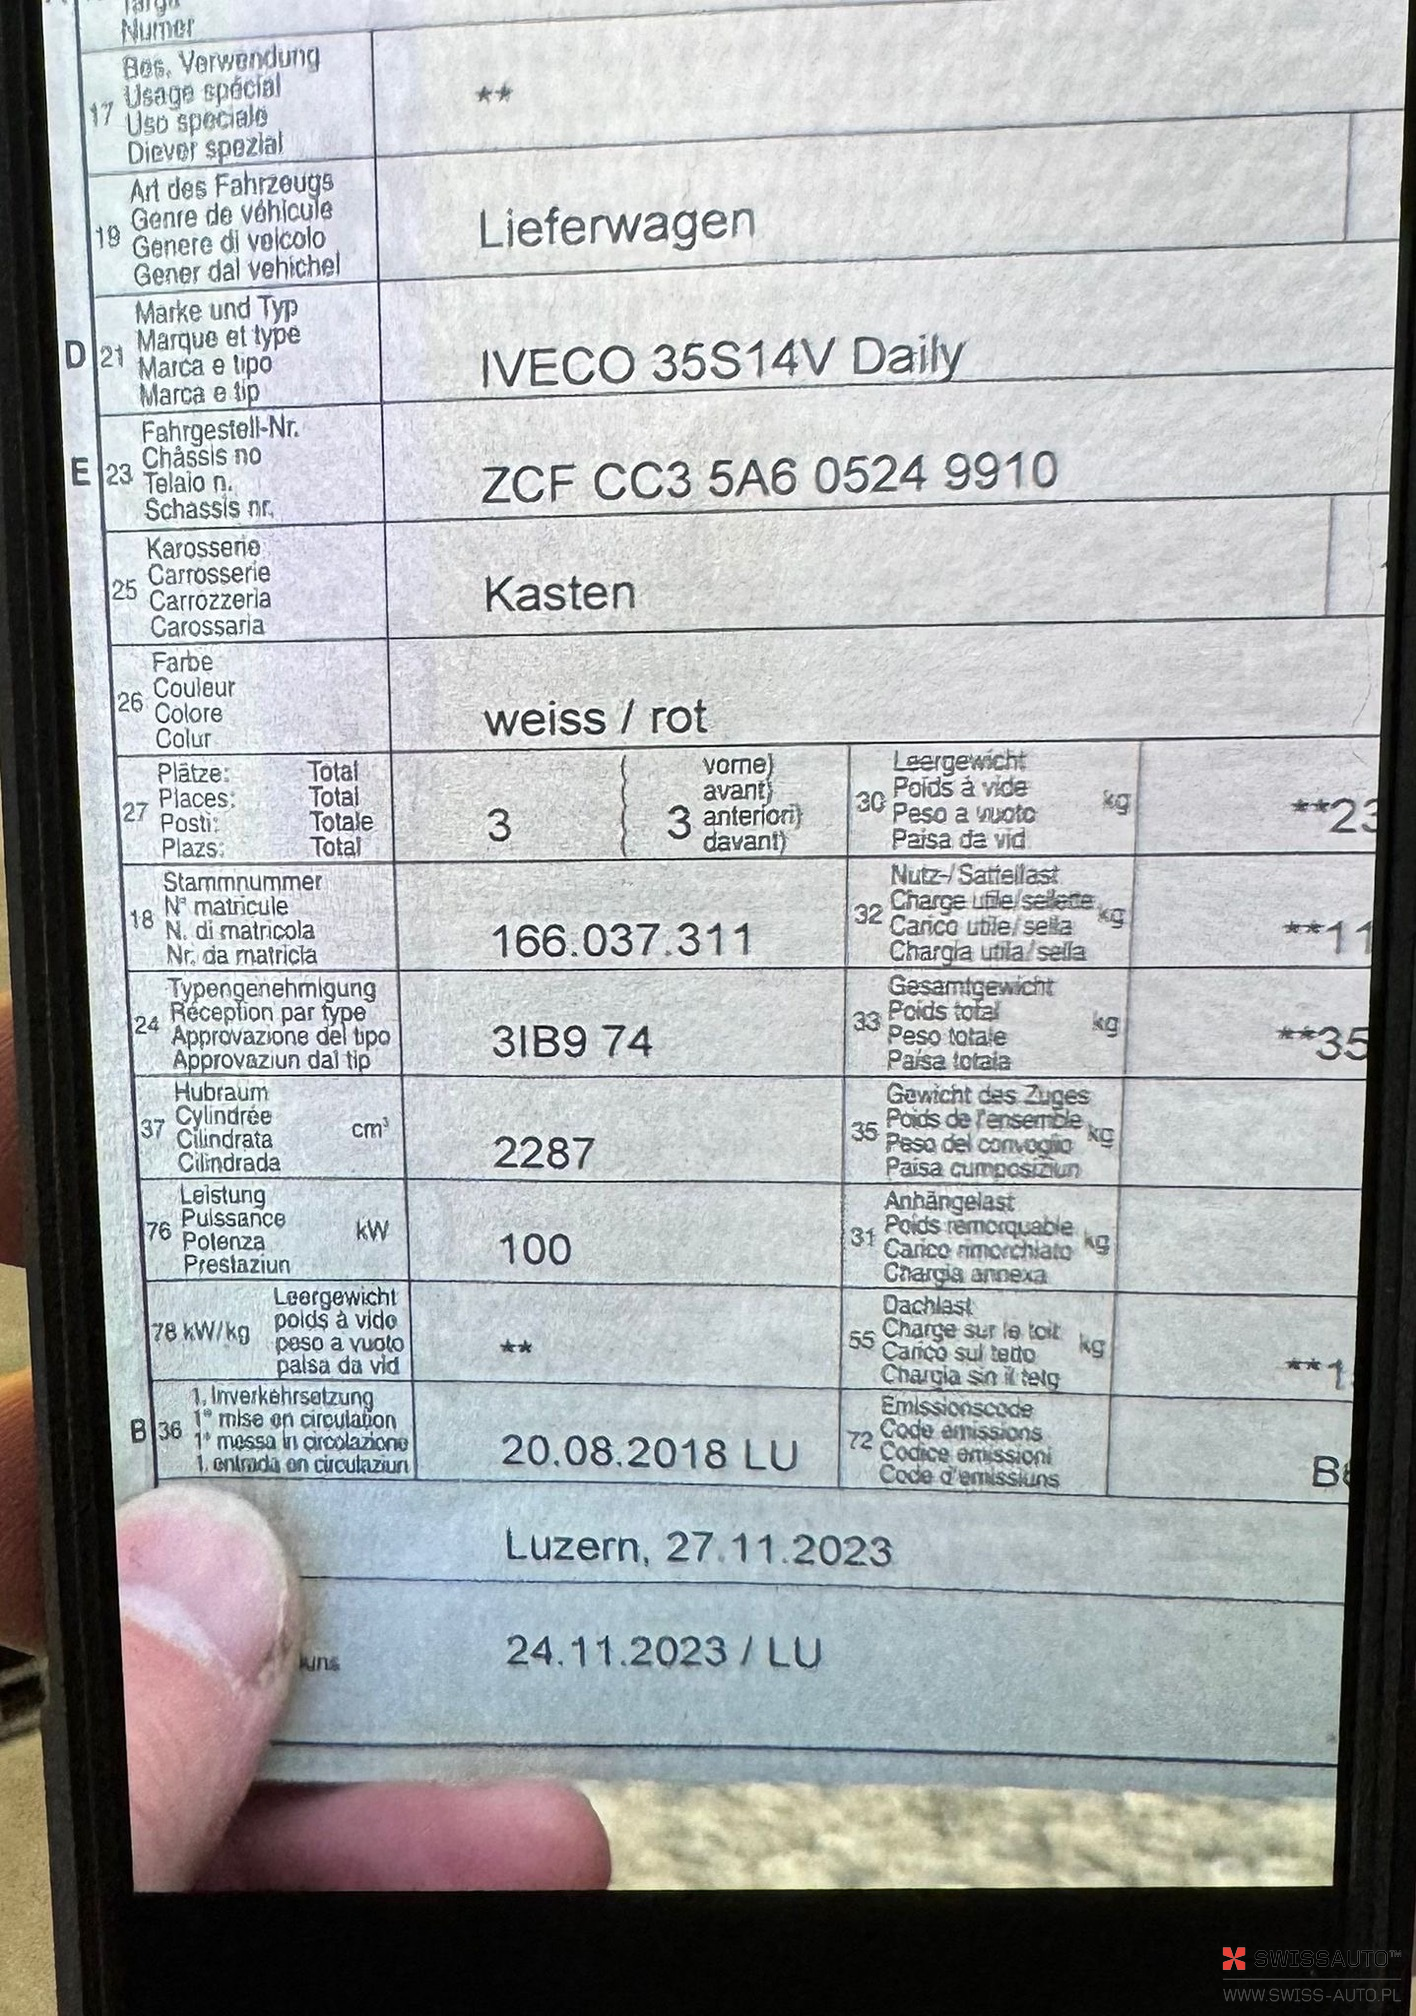 Targa
Numer
17 Bes. Verwendung
Usage spécial
Uso speciale
Diever spezial
**
19 Art des Fahrzeugs
Genre de véhicule
Genere di veicolo
Gener dal vehichel
Lieferwagen
D 21 Marke und Typ
Marque et type
Marca e tipo
Marca e tip
IVECO 35S14V Daily
E 23 Fahrgestell-Nr.
Châssis no
Telaio n.
Schassis nr.
ZCF CC3 5A6 0524 9910
25 Karosserie
Carrosserie
Carrozzeria
Carossaria
Kasten
26 Farbe
Couleur
Colore
Colur
weiss / rot
27 Plätze: Total
Places: Total
Posti: Totale
Plazs: Total
3 ( 3 vorne)
avant)
anteriori)
davant)
30 Leergewicht
Poids à vide
Peso a vuoto
Paisa da vid
kg
**23
18 Stammnummer
N° matricule
N. di matricola
Nr. da matricla
166.037.311
32 Nutz-/Sattellast
Charge utile/sellette
Carico utile/sella
Chargia utila/sella
kg
**11
24 Typengenehmigung
Réception par type
Approvazione del tipo
Approvaziun dal tip
3IB9 74
33 Gesamtgewicht
Poids total
Peso totale
Paisa totala
kg
**35
37 Hubraum
Cylindrée
Cilindrata
Cilindrada
cm³
2287
35 Gewicht des Zuges
Poids de l'ensemble
Peso del convoglio
Paisa cumposiziun
kg
76 Leistung
Puissance
Potenza
Prestaziun
kW
100
31 Anhängelast
Poids remorquable
Carico rimorchiato
Chargia annexa
kg
78 kW/kg Leergewicht
poids à vide
peso a vuoto
paisa da vid
**
55 Dachlast
Charge sur le toit
Carico sul tetto
Chargia sin il tetg
kg
**1
B 36 1. Inverkehrsetzung
1ª mise en circulation
1ª messa in circolazione
1. entrada en circulaziun
20.08.2018 LU
72 Emissionscode
Code émissions
Codice emissioni
Code d'emissiuns
B6
Luzern, 27.11.2023
24.11.2023 / LU
SWISSAUTO™
WWW.SWISS-AUTO.PL